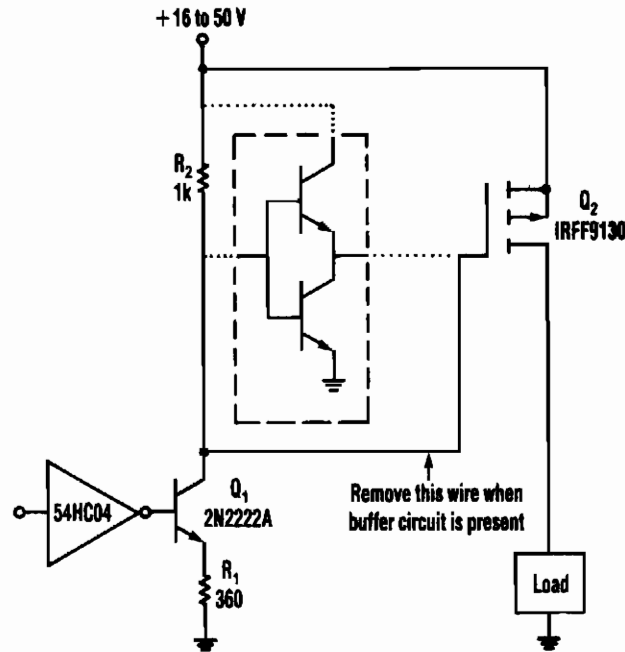 +16 to 50 V
R2
1k
Q2
IRFF9130
54HC04
Q1
2N2222A
Remove this wire when
buffer circuit is present
R1
360
Load